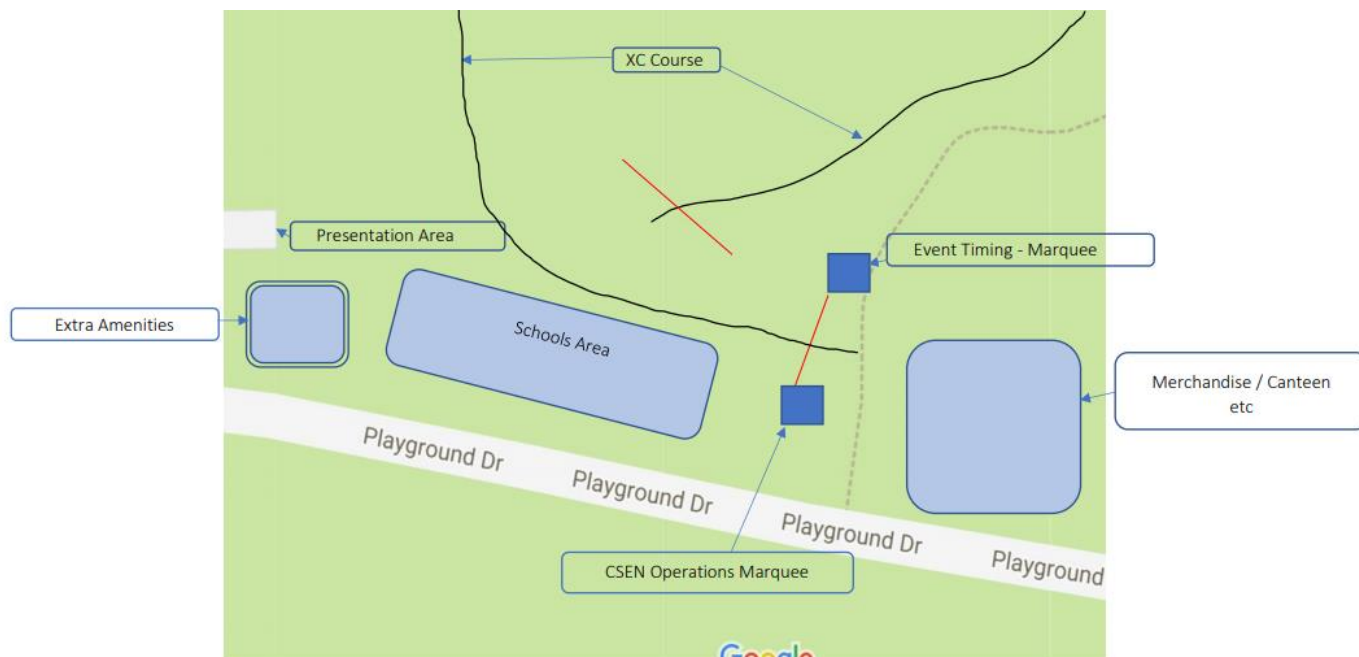 XC Course
Presentation Area
Event Timing - Marquee
Extra Amenities
Schools Area
Merchandise / Canteen
etc
Playground Dr
Playground Dr
Playground Dr
Playground
CSEN Operations Marquee
Google